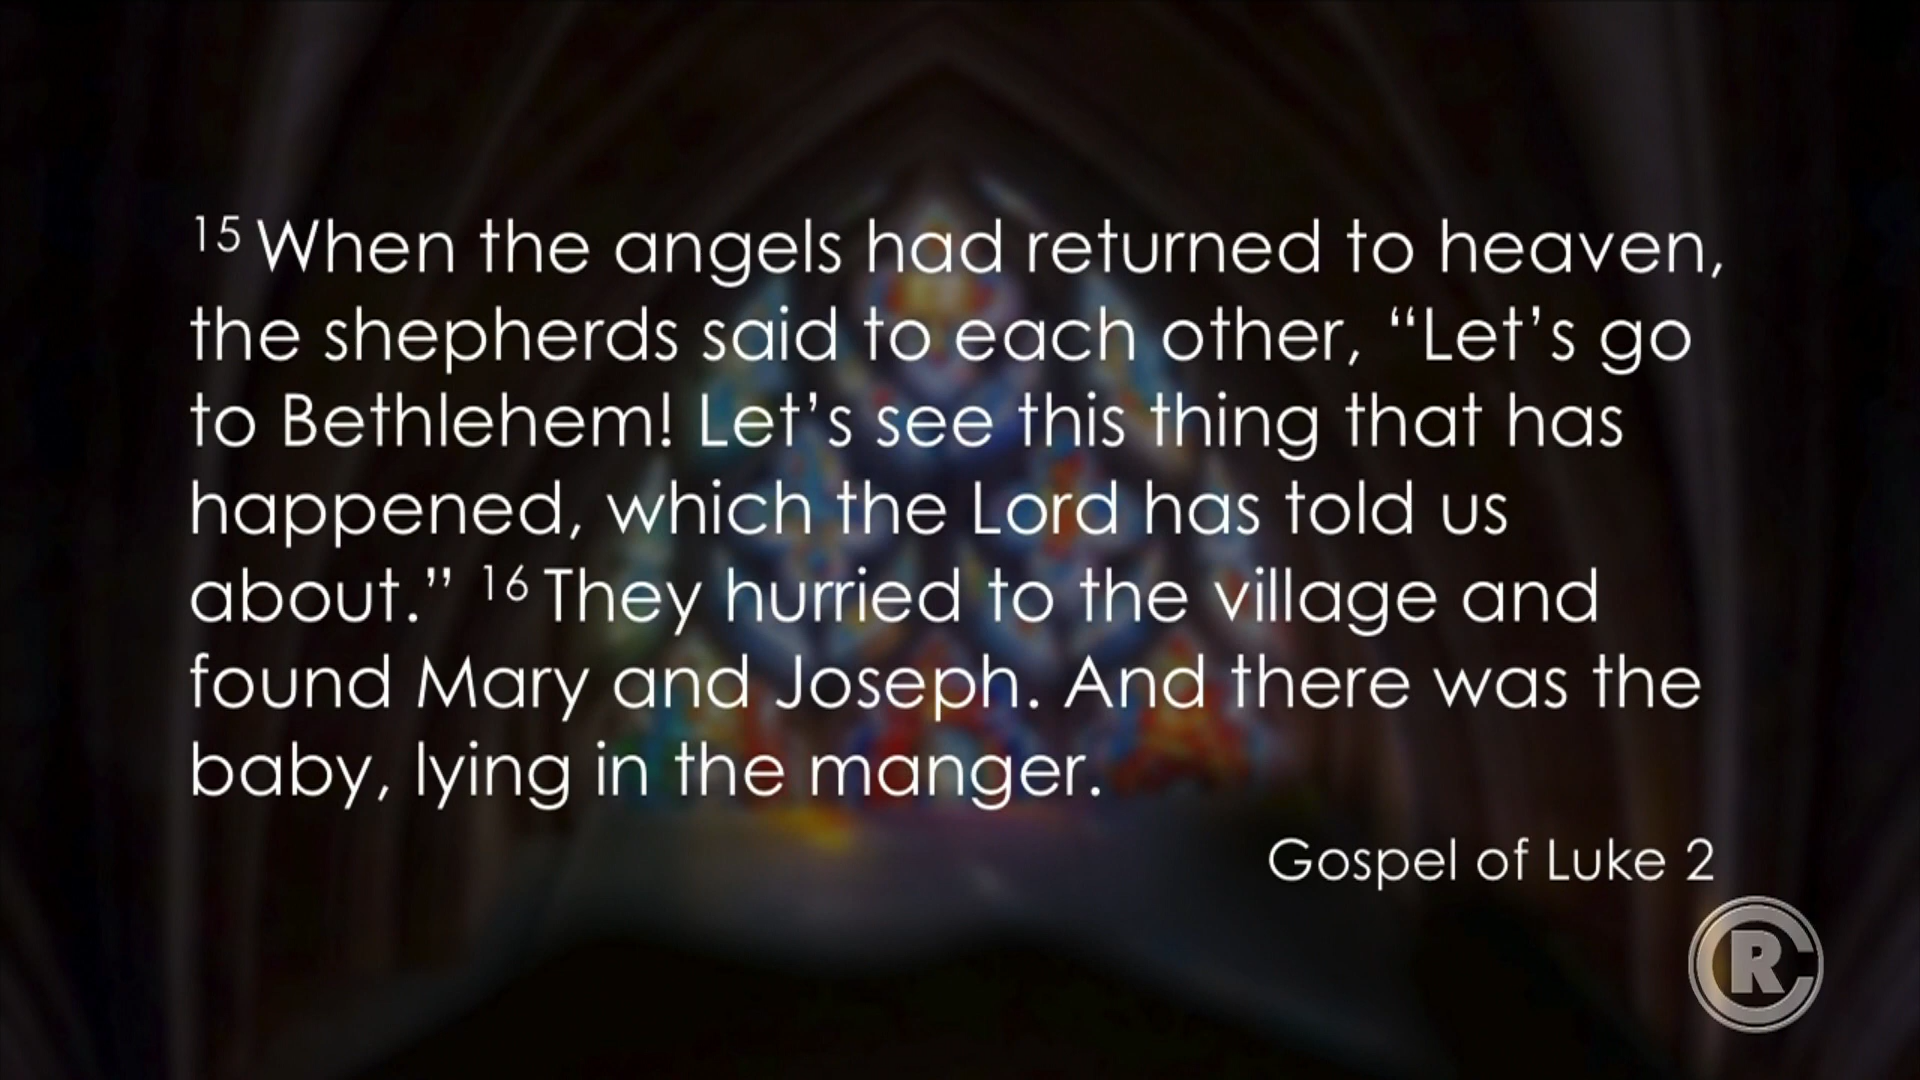 15 When the angels had returned to heaven,
the shepherds said to each other, “Let’s go
to Bethlehem! Let’s see this thing that has
happened, which the Lord has told us
about.” 16 They hurried to the village and
found Mary and Joseph. And there was the
baby, lying in the manger.
Gospel of Luke 2
RC